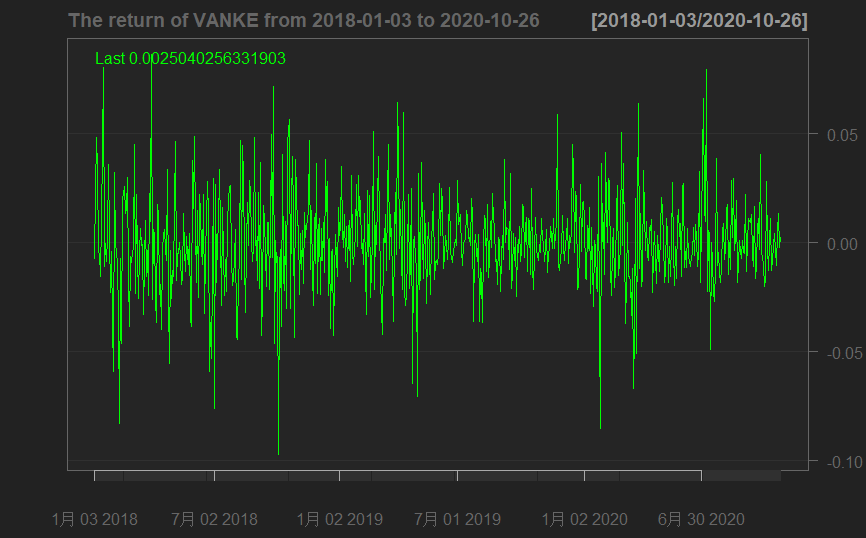 The return of VANKE from 2018-01-03 to 2020-10-26 [2018-01-03/2020-10-26]
Last 0.0025040256331903
0.05
0.00
-0.05
-0.10
1月 03 2018 7月 02 2018 1月 02 2019 7月 01 2019 1月 02 2020 6月 30 2020